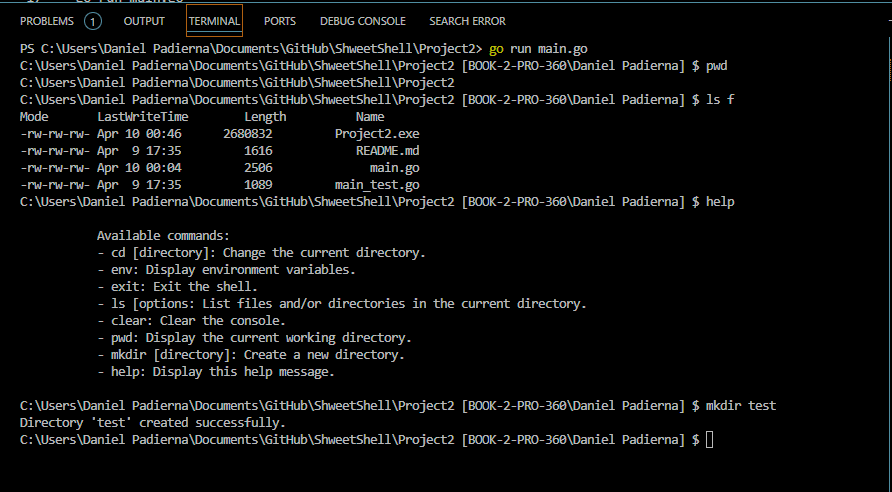 PROBLEMS 1 OUTPUT TERMINAL PORTS DEBUG CONSOLE SEARCH ERROR
PS C:\Users\Daniel Padierna\Documents\GitHub\ShweetShell\Project2> go run main.go
C:\Users\Daniel Padierna\Documents\GitHub\ShweetShell\Project2 [BOOK-2-PRO-360\Daniel Padierna] $ pwd
C:\Users\Daniel Padierna\Documents\GitHub\ShweetShell\Project2
C:\Users\Daniel Padierna\Documents\GitHub\ShweetShell\Project2 [BOOK-2-PRO-360\Daniel Padierna] $ ls f
Mode LastWriteTime Length Name
-rw-rw-rw- Apr 10 00:46 2680832 Project2.exe
-rw-rw-rw- Apr 9 17:35 1616 README.md
-rw-rw-rw- Apr 10 00:04 2506 main.go
-rw-rw-rw- Apr 9 17:35 1089 main_test.go
C:\Users\Daniel Padierna\Documents\GitHub\ShweetShell\Project2 [BOOK-2-PRO-360\Daniel Padierna] $ help
Available commands:
- cd [directory]: Change the current directory.
- env: Display environment variables.
- exit: Exit the shell.
- ls [options: List files and/or directories in the current directory.
- clear: Clear the console.
- pwd: Display the current working directory.
- mkdir [directory]: Create a new directory.
- help: Display this help message.
C:\Users\Daniel Padierna\Documents\GitHub\ShweetShell\Project2 [BOOK-2-PRO-360\Daniel Padierna] $ mkdir test
Directory 'test' created successfully.
C:\Users\Daniel Padierna\Documents\GitHub\ShweetShell\Project2 [BOOK-2-PRO-360\Daniel Padierna] $